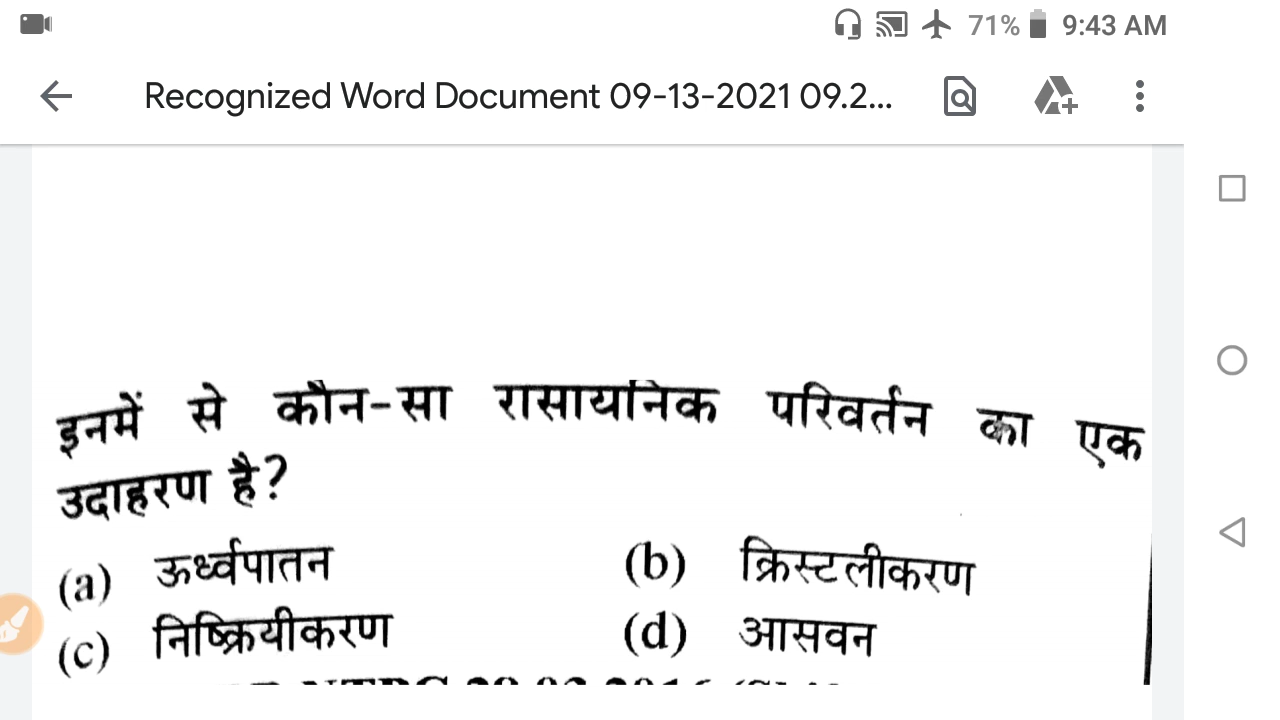 71% 9:43 AM
Recognized Word Document 09-13-2021 09.2...
इनमें से कौन-सा रासायनिक परिवर्तन का एक
उदाहरण है?
(a) ऊर्ध्वपातन (b) क्रिस्टलीकरण
(c) निष्क्रियीकरण (d) आसवन